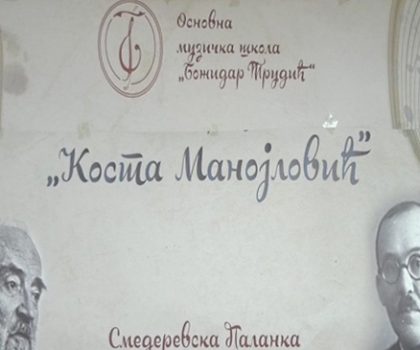 Основна
музичка школа
„Божидар Трудић“
„Коста Манојловић”
Смедеревска Паланка